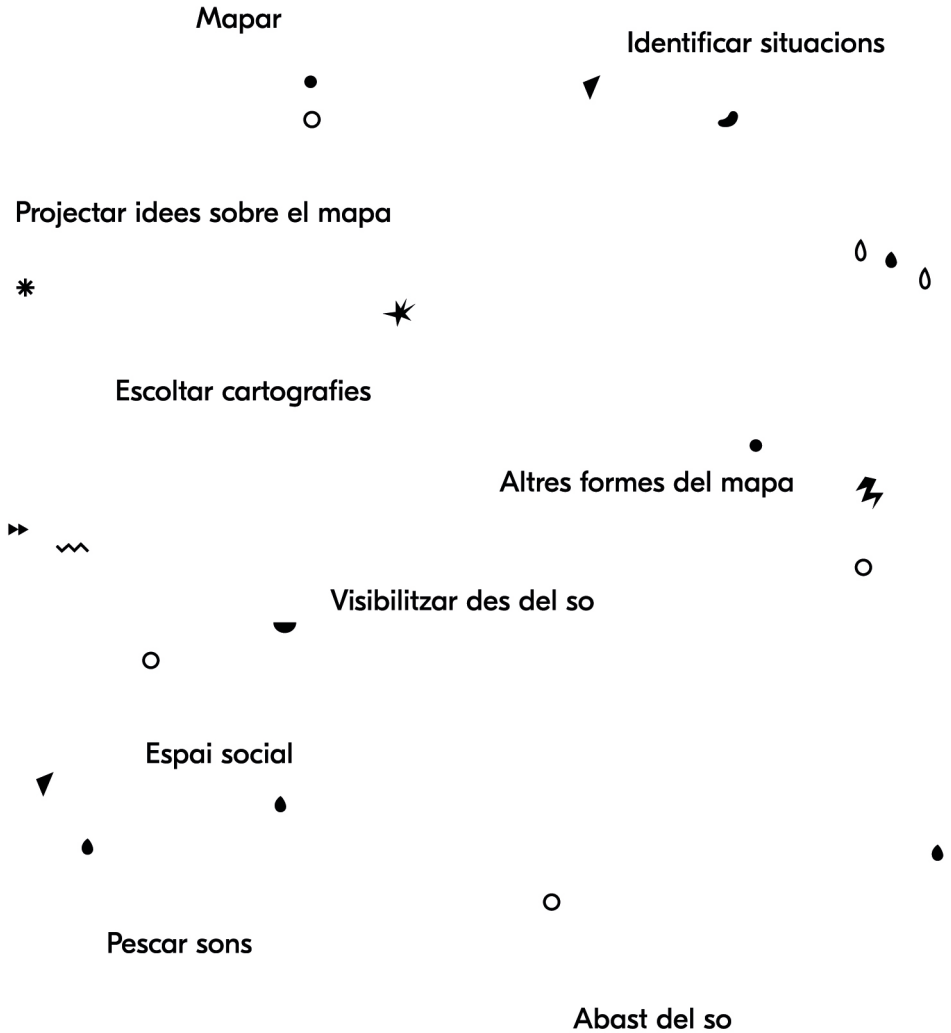 Mapar
Identificar situacions
Projectar idees sobre el mapa
Escoltar cartografies
Altres formes del mapa
Visibilitzar des del so
Espai social
Pescar sons
Abast del so